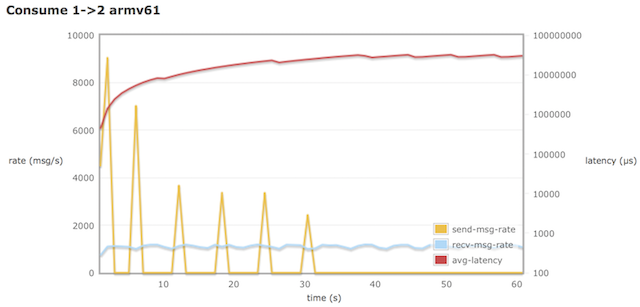 Consume 1->2 armv61
10000
8000
6000
4000
2000
0
rate (msg/s)
100000000
10000000
1000000
100000
10000
1000
100
latency (μs)
send-msg-rate
recv-msg-rate
avg-latency
10
20
30
40
50
60
time (s)